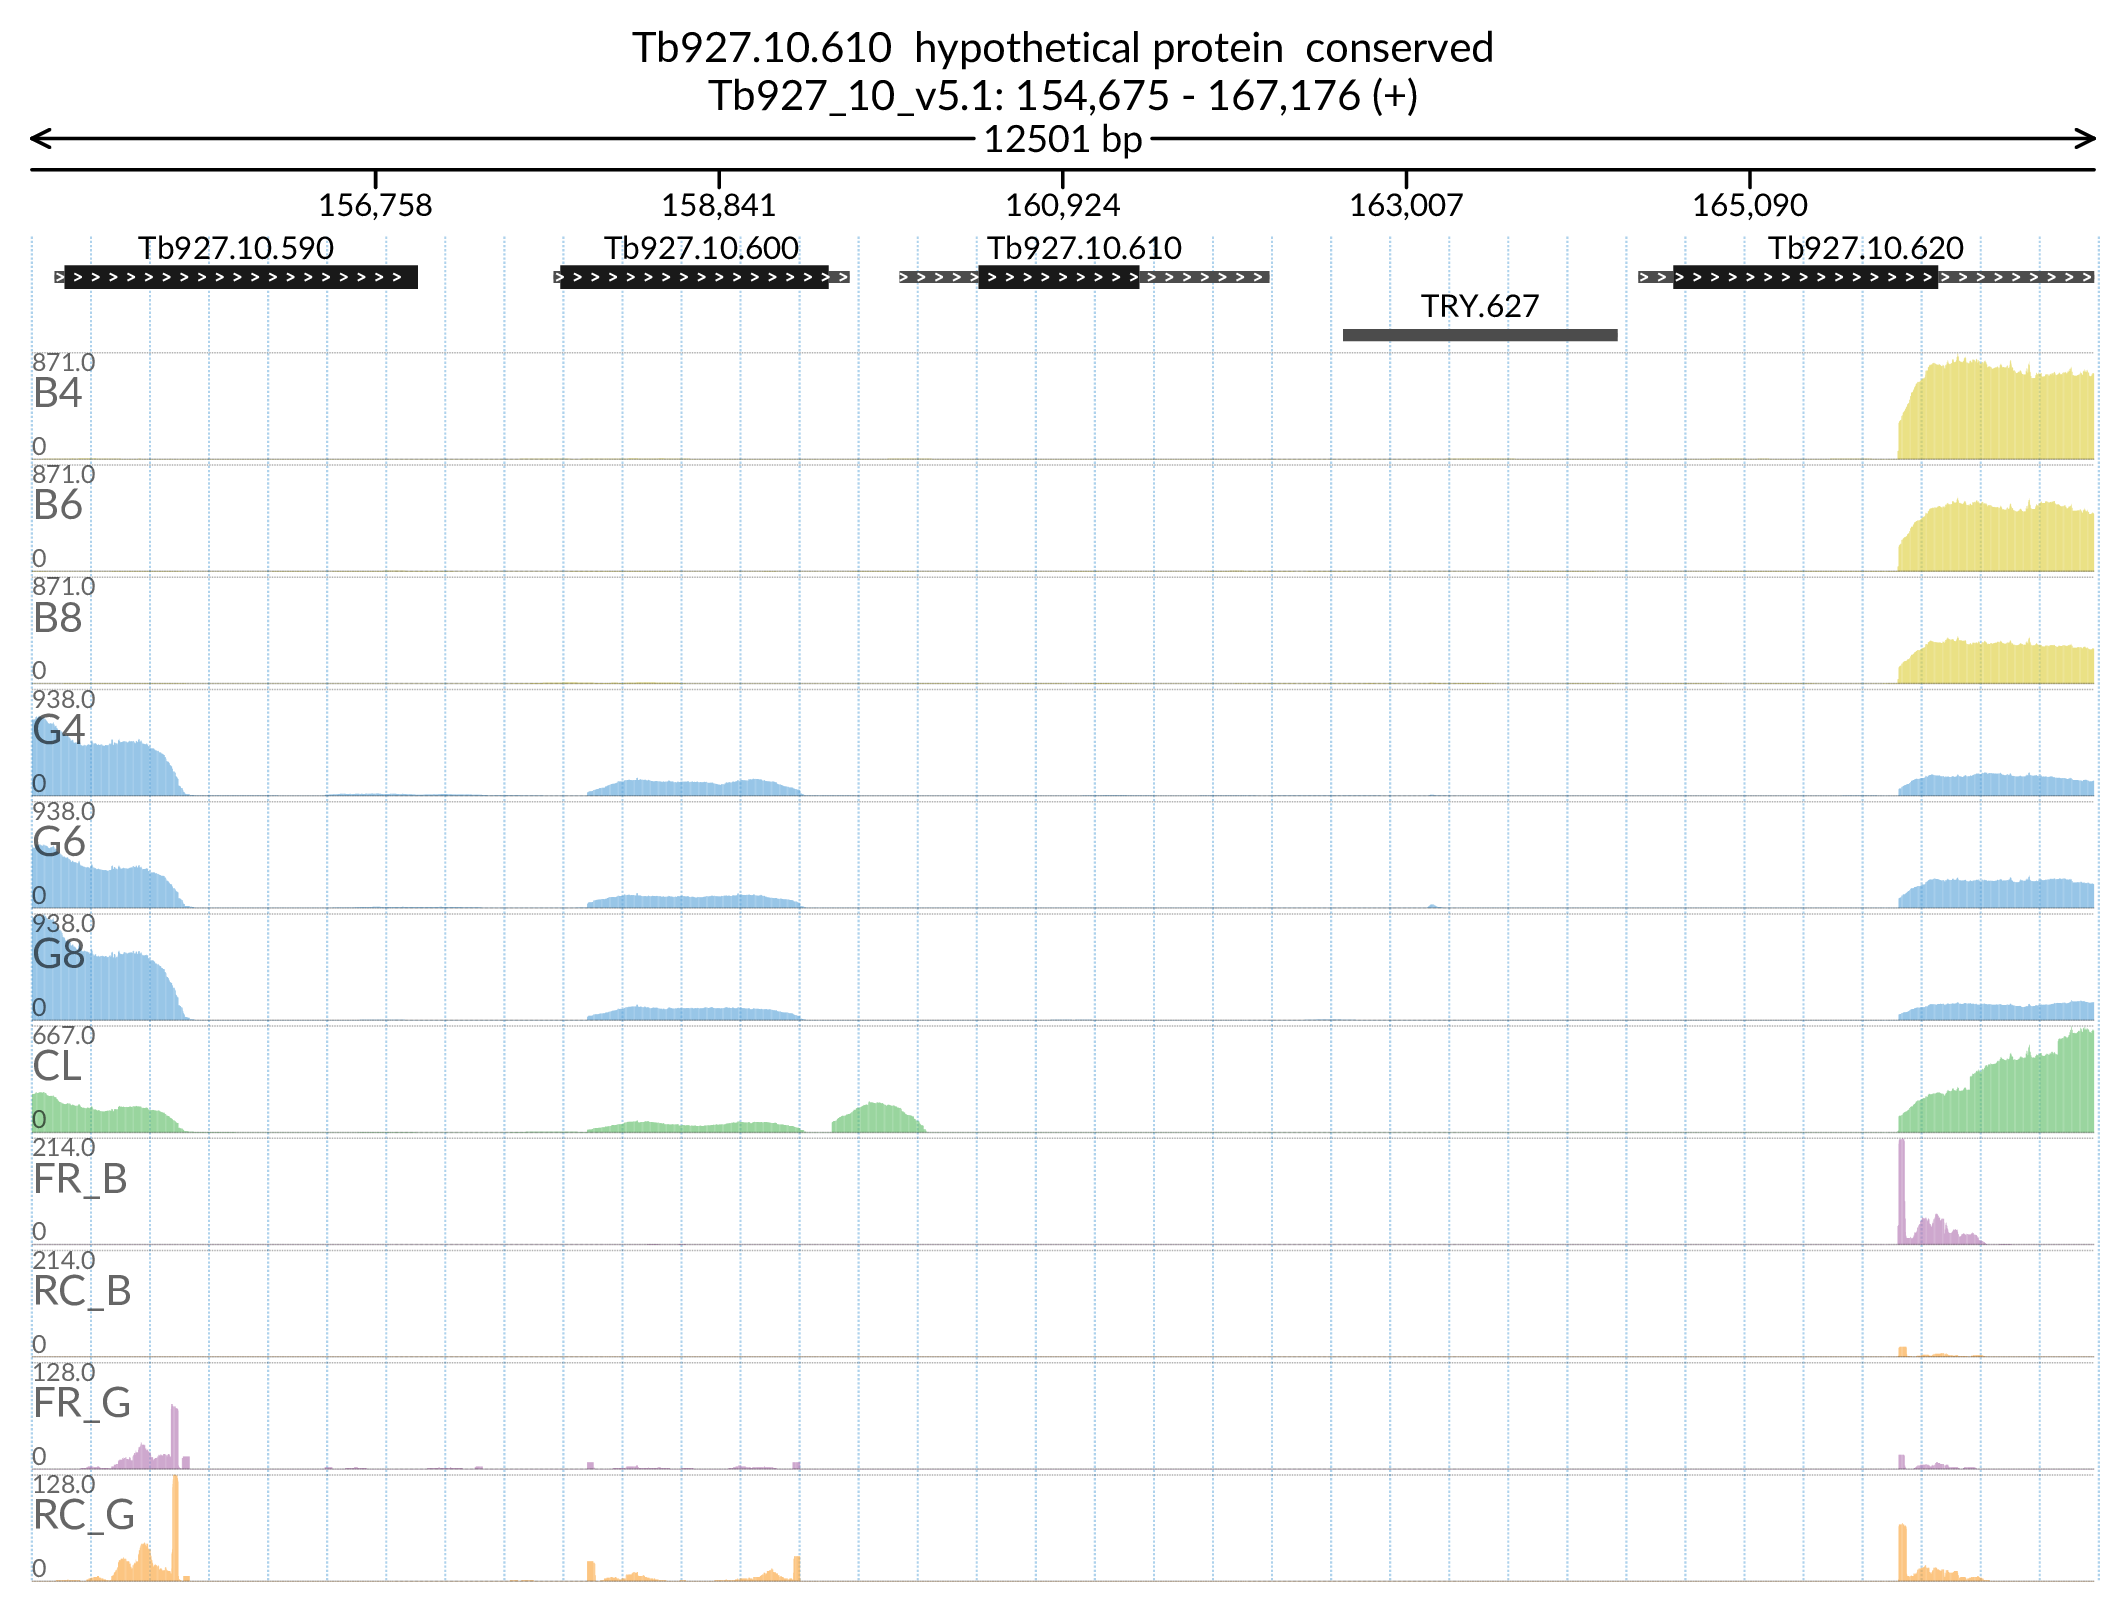 Tb927.10.610  hypothetical protein  conserved
Tb927_10_v5.1: 154,675 - 167,176 (+)
12501 bp
156,758 158,841 160,924 163,007 165,090
Tb927.10.590 Tb927.10.600 Tb927.10.610 Tb927.10.620
TRY.627
871.0
B4
0
871.0
B6
0
871.0
B8
0
938.0
G4
0
938.0
G6
0
938.0
G8
0
667.0
CL
0
214.0
FR_B
0
214.0
RC_B
0
128.0
FR_G
0
128.0
RC_G
0